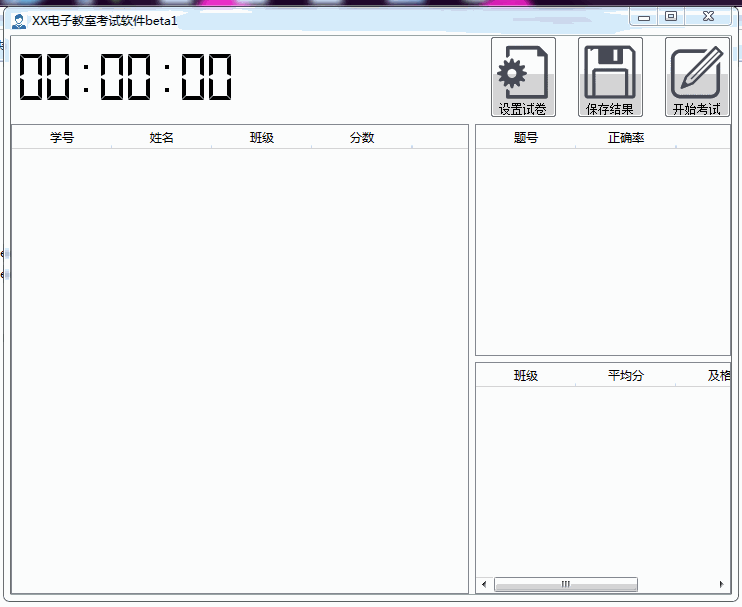 XX电子教室考试软件beta1
00:00:00
设置试卷 保存结果 开始考试
学号 姓名 班级 分数
题号 正确率
班级 平均分 及格